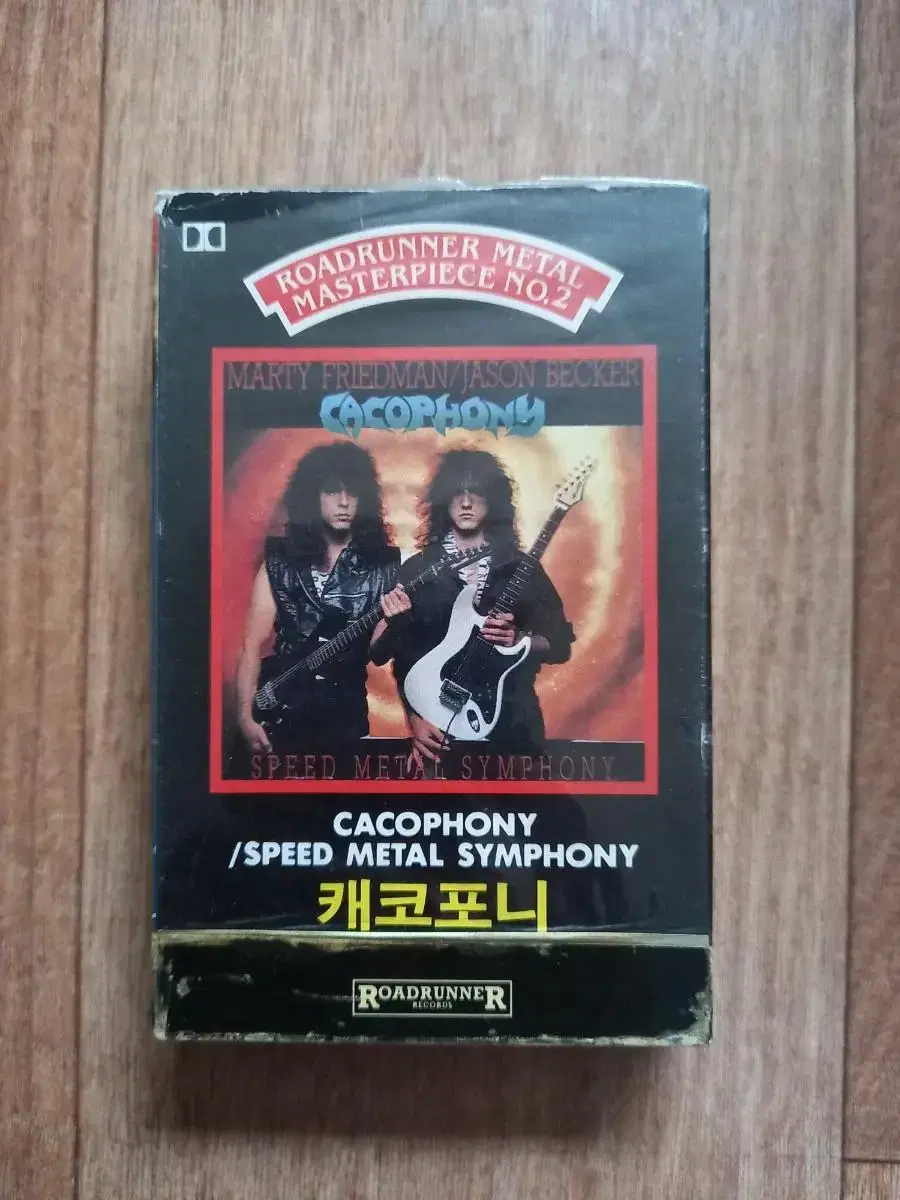 ROADRUNNER METAL
MASTERPIECE NO.2
MARTY FRIEDMAN/JASON BECKER
CACOPHONY
SPEED METAL SYMPHONY
CACOPHONY
/SPEED METAL SYMPHONY
캐코포니
ROADRUNNER
RECORDS